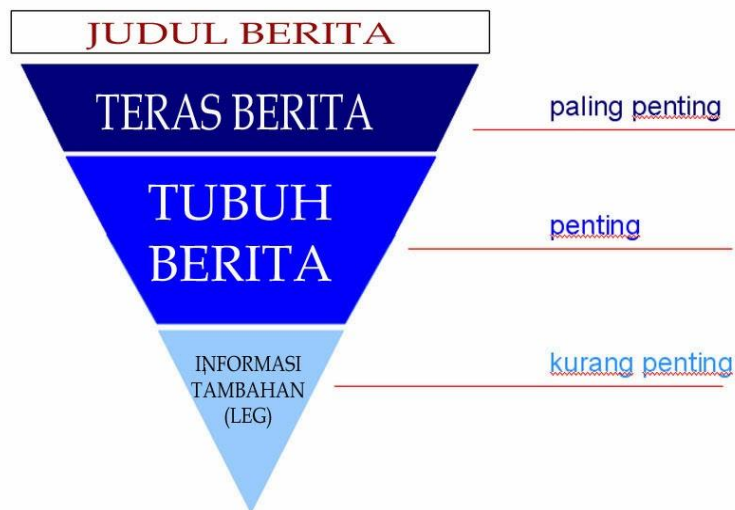 JUDUL BERITA
TERAS BERITA
paling penting
TUBUH
BERITA
penting
INFORMASI
TAMBAHAN
(LEG)
kurang penting